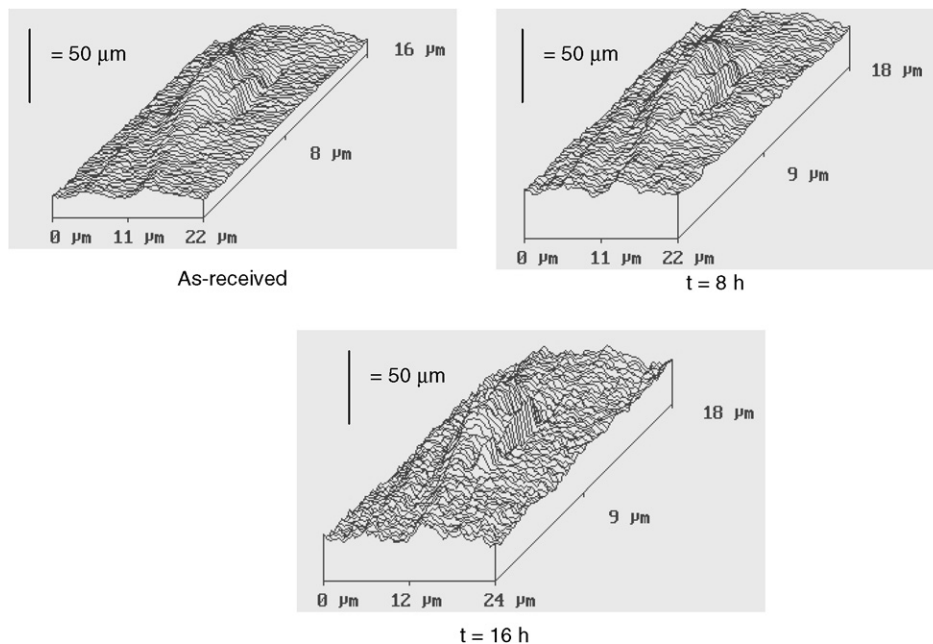 = 50 μm
16 μm
8 μm
0 μm 11 μm 22 μm
As-received
= 50 μm
18 μm
9 μm
0 μm 11 μm 22 μm
t = 8 h
= 50 μm
18 μm
9 μm
0 μm 12 μm 24 μm
t = 16 h